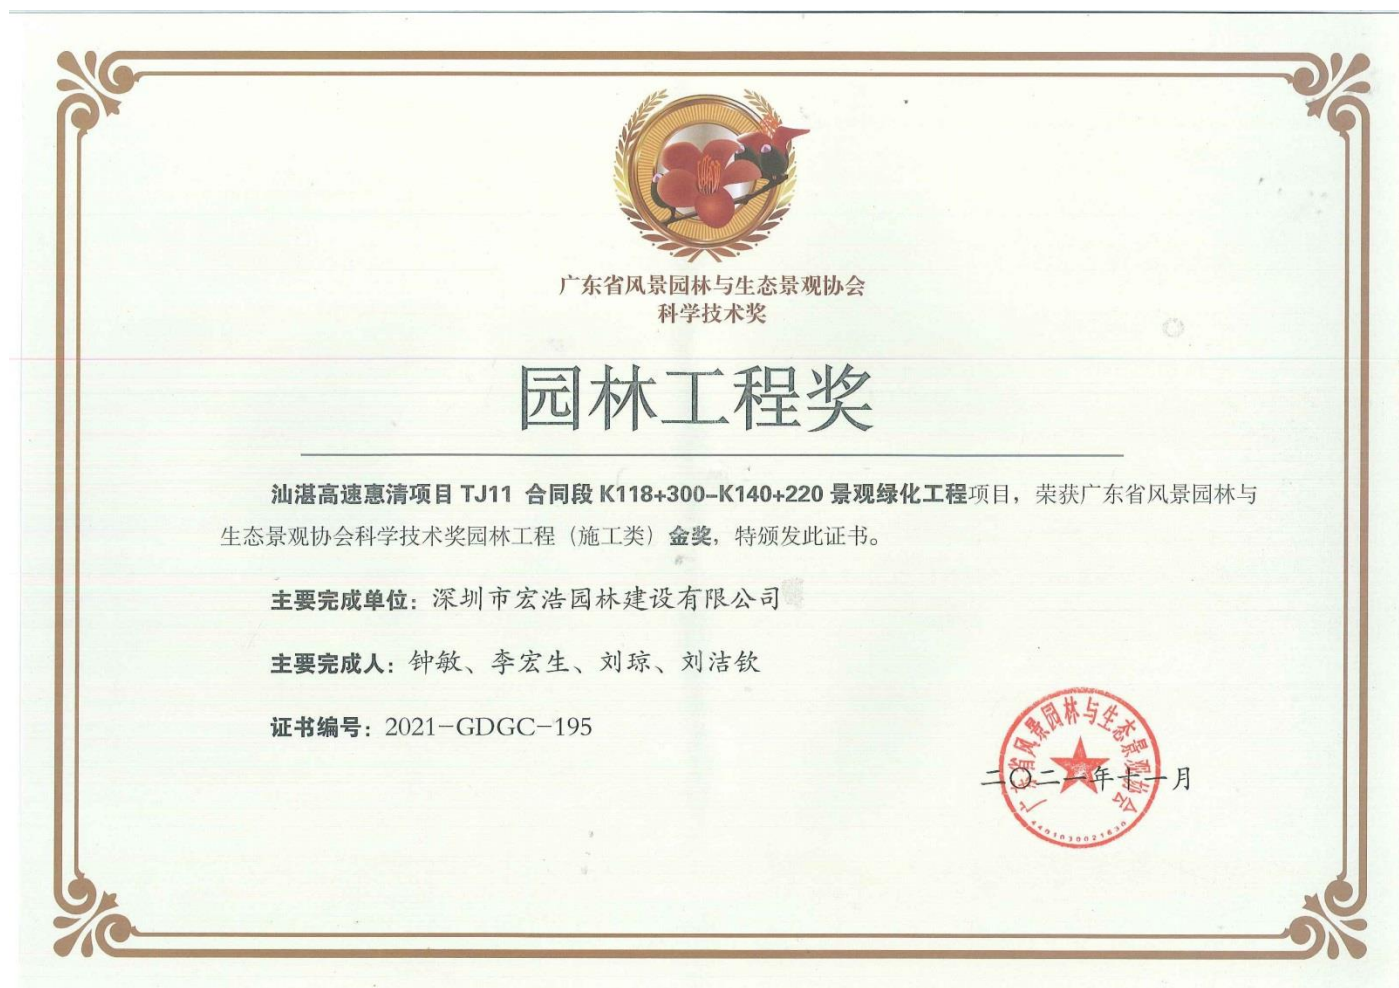 广东省风景园林与生态景观协会
科学技术奖
园林工程奖
汕湛高速惠清项目 TJ11 合同段 K118+300-K140+220 景观绿化工程项目，荣获广东省风景园林与
生态景观协会科学技术奖园林工程（施工类）金奖，特颁发此证书。
主要完成单位：深圳市宏浩园林建设有限公司
主要完成人：钟敏、李宏生、刘琼、刘洁钦
证书编号：2021-GDGC-195
广东省风景园林与生态景观协会
二〇二一年十一月